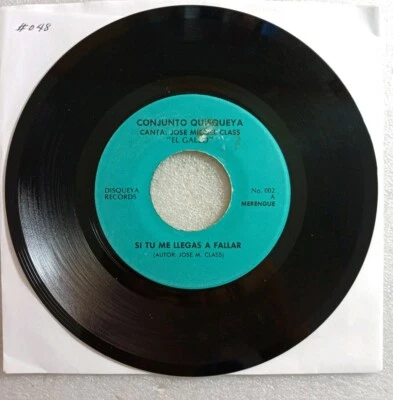 #048
CONJUNTO QUISQUEYA
CANTA: JOSE MIGUEL CLASS
"EL
DISQUEYA
RECORDS
No. 002
A
MERENGUE
SI TU ME LLEGAS A FALLAR
(AUTOR: JOSE M. CLASS)